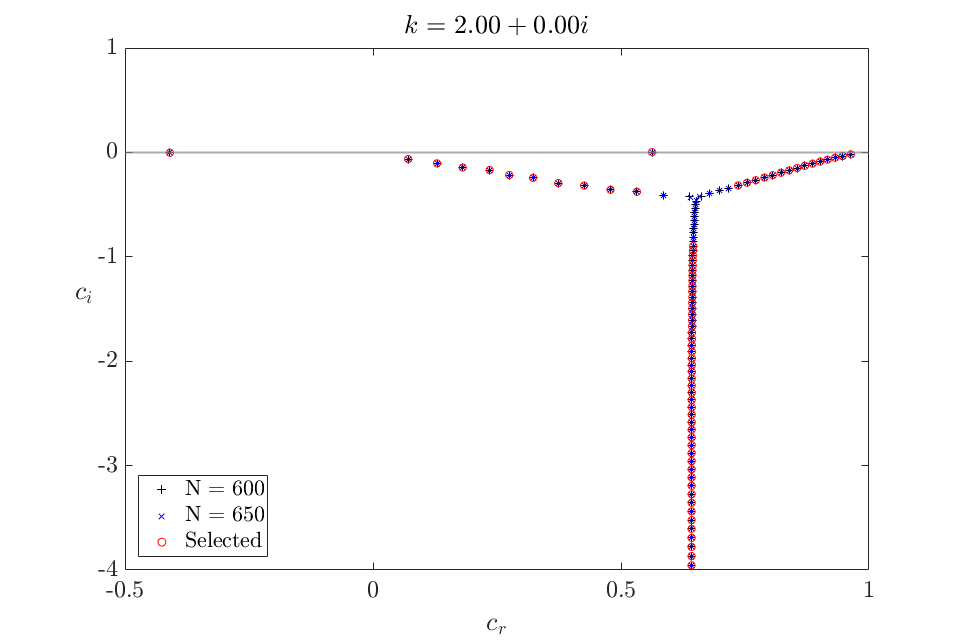 k = 2.00 + 0.00i
1
0
-1
-2
-3
-4
c_i
N = 600
N = 650
Selected
-0.5
0
0.5
1
c_r